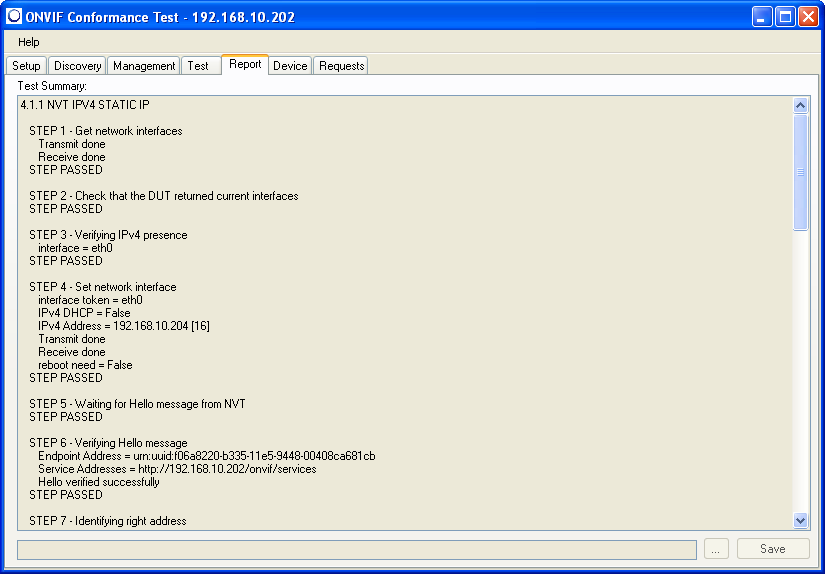 ONVIF Conformance Test - 192.168.10.202
Help
Setup Discovery Management Test Report Device Requests
Test Summary:
4.1.1 NVT IPV4 STATIC IP
STEP 1 - Get network interfaces
Transmit done
Receive done
STEP PASSED
STEP 2 - Check that the DUT returned current interfaces
STEP PASSED
STEP 3 - Verifying IPv4 presence
interface = eth0
STEP PASSED
STEP 4 - Set network interface
interface token = eth0
IPv4 DHCP = False
IPv4 Address = 192.168.10.204 [16]
Transmit done
Receive done
reboot need = False
STEP PASSED
STEP 5 - Waiting for Hello message from NVT
STEP PASSED
STEP 6 - Verifying Hello message
Endpoint Address = urn:uuid:f06a8220-b335-11e5-9448-00408ca681cb
Service Addresses = http://192.168.10.202/onvif/services
Hello verified successfully
STEP PASSED
STEP 7 - Identifying right address
... Save